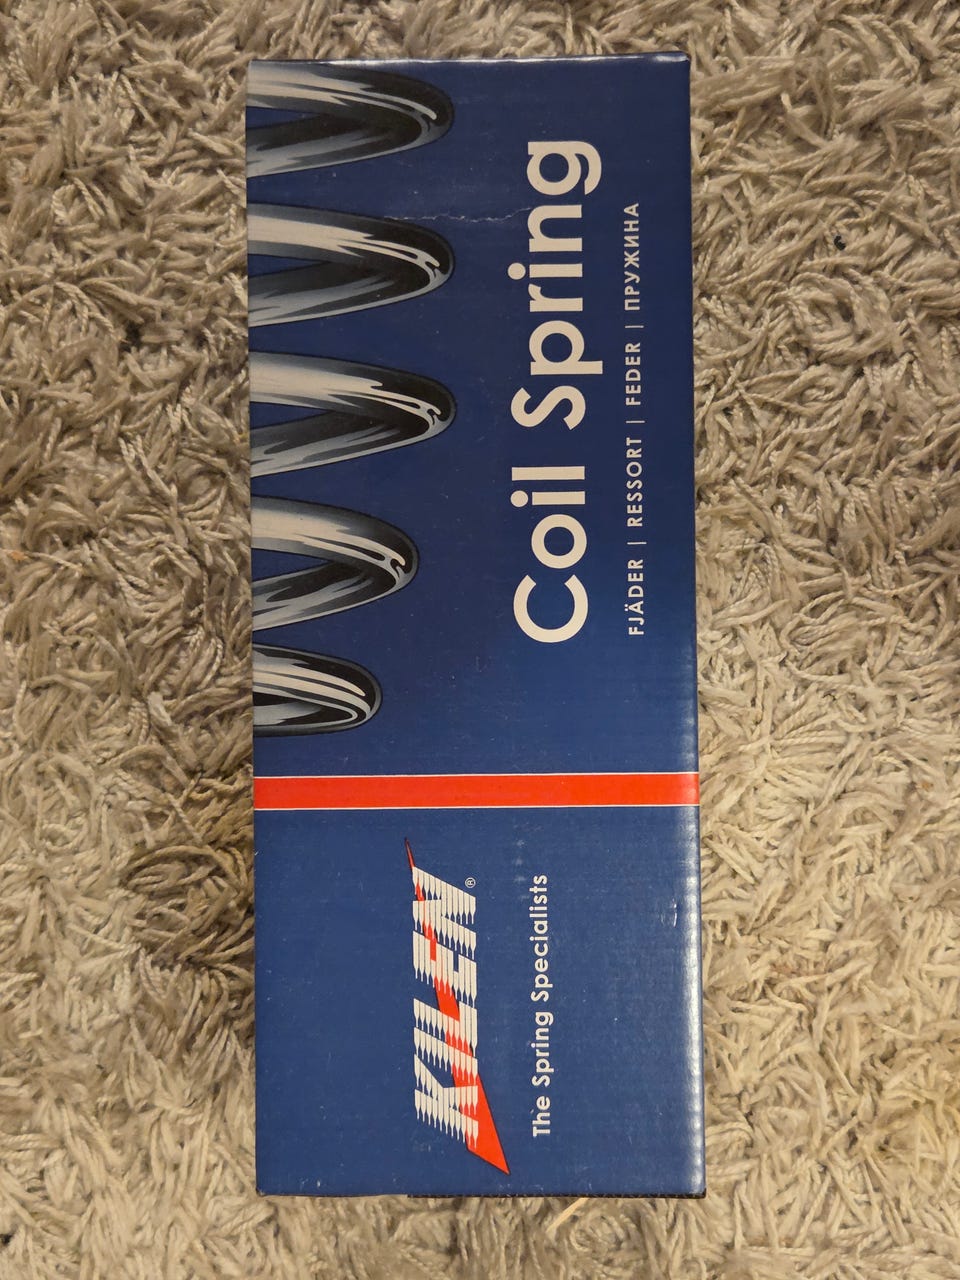 KILEN®
The Spring Specialists
Coil Spring
FJÄDER | RESSORT | FEDER | ПРУЖИНА